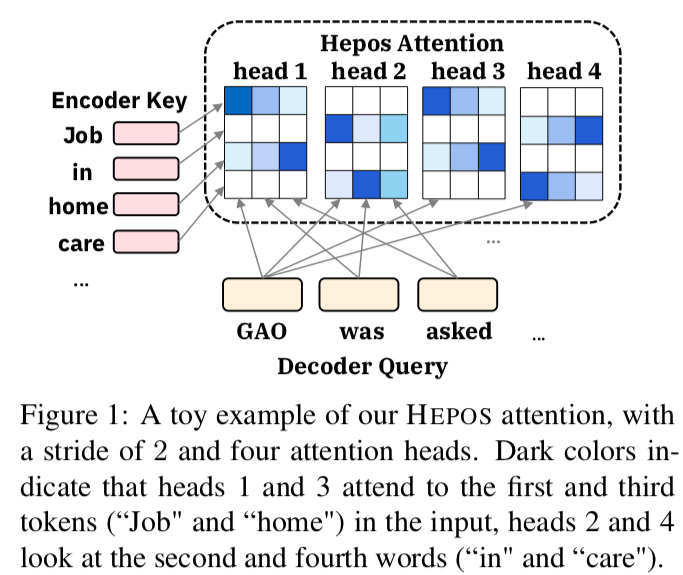 Hepos Attention
head 1 head 2 head 3 head 4
Encoder Key
Job
in
home
care
...
...
GAO was asked ...
Decoder Query
Figure 1: A toy example of our HEPOS attention, with
a stride of 2 and four attention heads. Dark colors in-
dicate that heads 1 and 3 attend to the first and third
tokens (“Job" and “home") in the input, heads 2 and 4
look at the second and fourth words (“in" and “care").